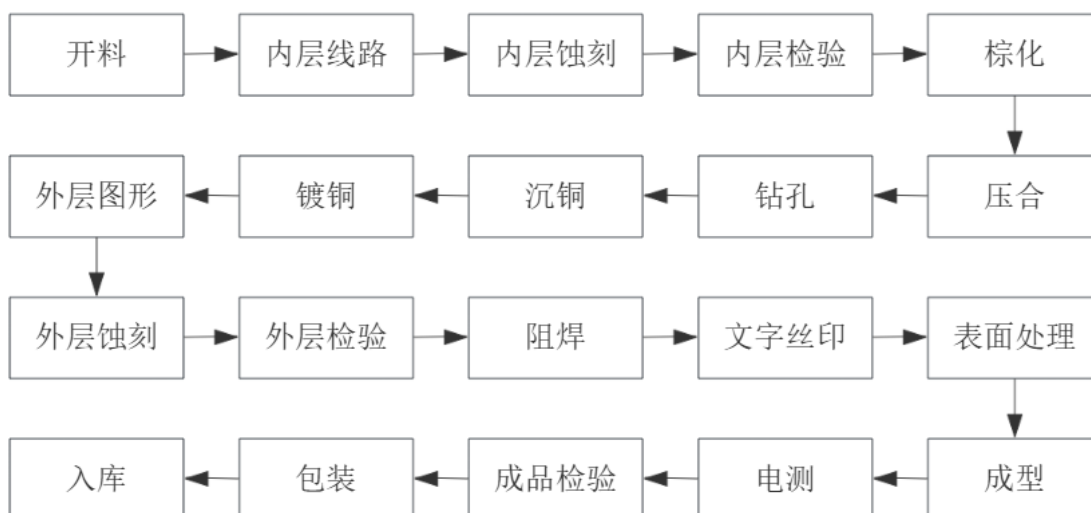 开料 内层线路 内层蚀刻 内层检验 棕化
外层图形 镀铜 沉铜 钻孔 压合
外层蚀刻 外层检验 阻焊 文字丝印 表面处理
入库 包装 成品检验 电测 成型